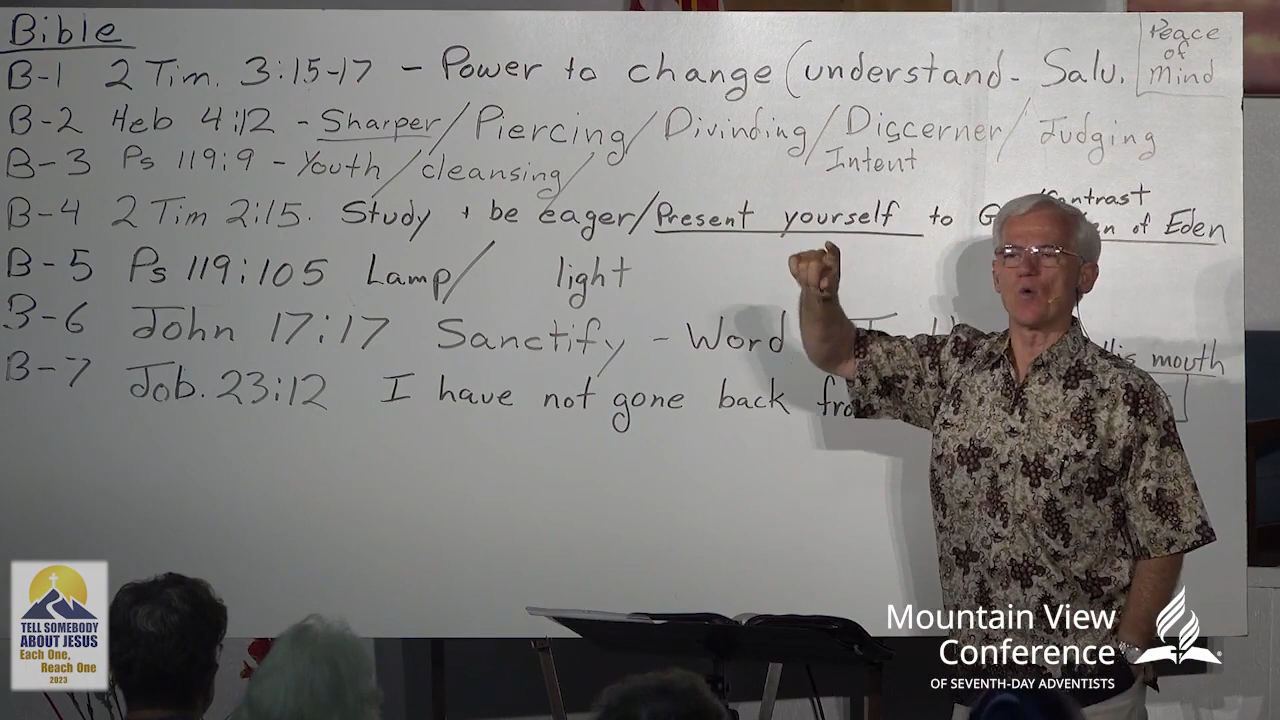 Bible
Peace
of
Mind
B-1 2 Tim. 3:15-17 - Power to change (understand - Salv.
B-2 Heb 4:12 - Sharper/Piercing/Divinding/Discerner/Judging
Intent
B-3 Ps 119:9 - Youth/cleansing/
Contrast
B-4 2 Tim 2:15. Study + be eager/Present yourself to of Eden
B-5 Ps 119:105 Lamp/ light
B-6 John 17:17 Sanctify - Word
His mouth
B-7 Job. 23:12 I have not gone back
TELL SOMEBODY
ABOUT JESUS
Each One,
Reach One
2023
Mountain View
Conference
OF SEVENTH-DAY ADVENTISTS